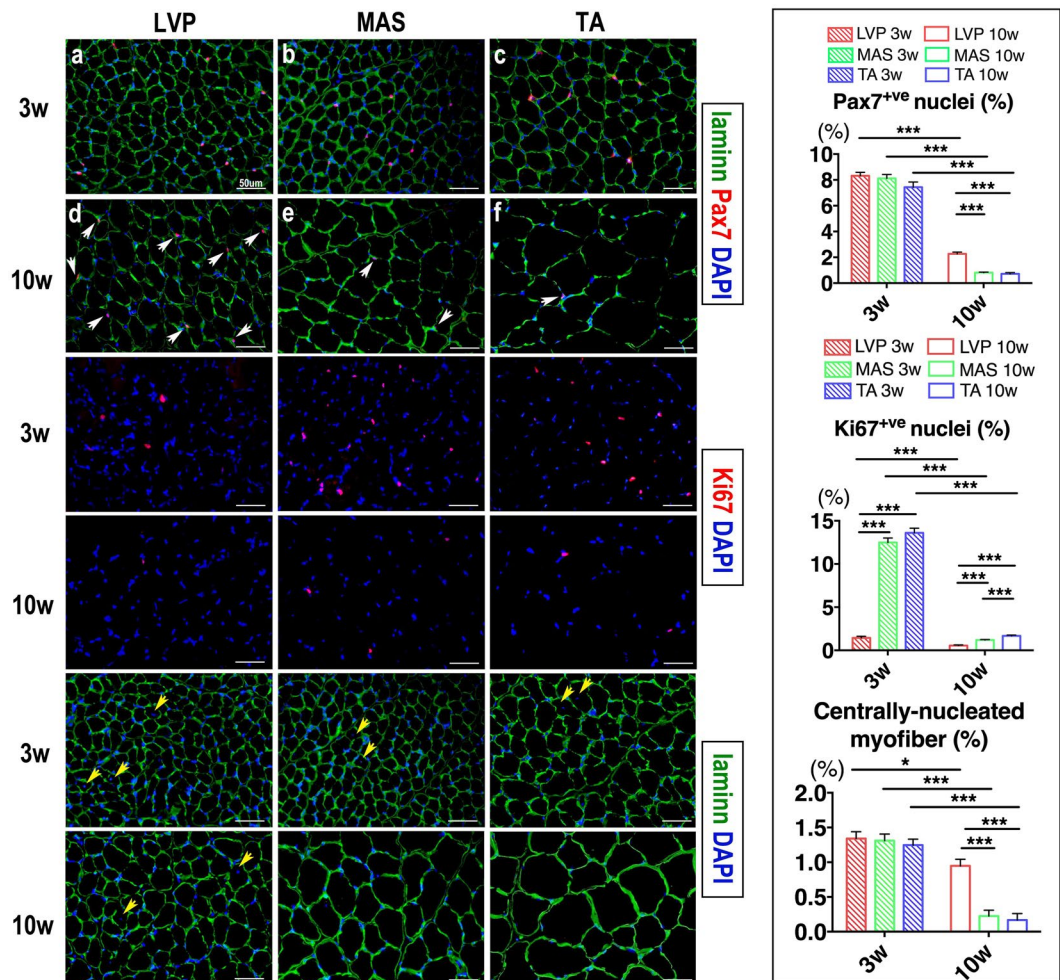 LVP MAS TA
3w
a b c
50um
laminn Pax7 DAPI
10w
d e f
3w
Ki67 DAPI
10w
3w
laminn DAPI
10w
LVP 3w LVP 10w
MAS 3w MAS 10w
TA 3w TA 10w
Pax7+ve nuclei (%)
(%)
***
***
***
***
***
10
8
6
4
2
0
3w 10w
LVP 3w LVP 10w
MAS 3w MAS 10w
TA 3w TA 10w
Ki67+ve nuclei (%)
***
***
***
(%)
***
***
***
***
***
15
10
5
0
3w 10w
Centrally-nucleated
myofiber (%)
(%)
*
***
***
***
***
2.0
1.5
1.0
0.5
0.0
3w 10w